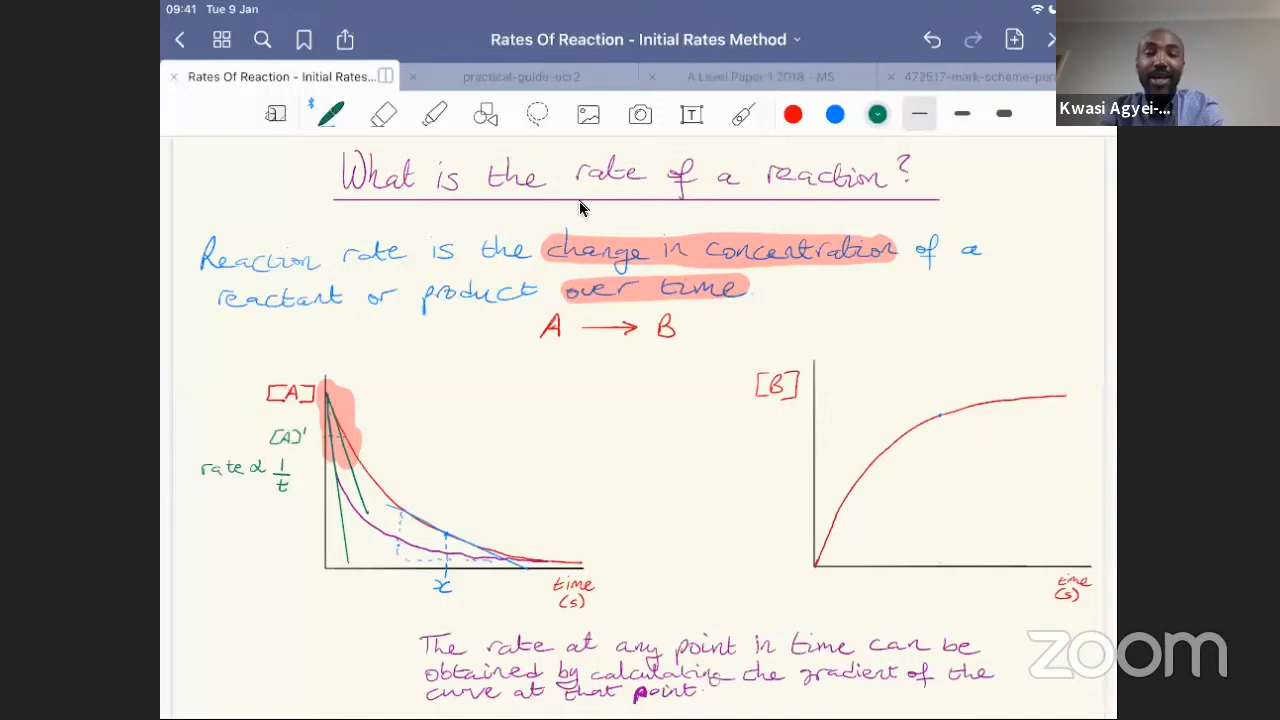 09:41 Tue 9 Jan
Rates Of Reaction - Initial Rates Method
Rates Of Reaction - Initial Rates...
practical-guide-ocr2
A Level Paper 1 2018 - MS
472517-mark-scheme-per
Kwasi Agyei-...
What is the rate of a reaction?
Reaction rate is the change in concentration of a
reactant or product over time.
A → B
[A]
[A]'
rate ∝ 1/t
x
time
(s)
[B]
time
(s)
The rate at any point in time can be
obtained by calculating the gradient of the
curve at that point.
zoom